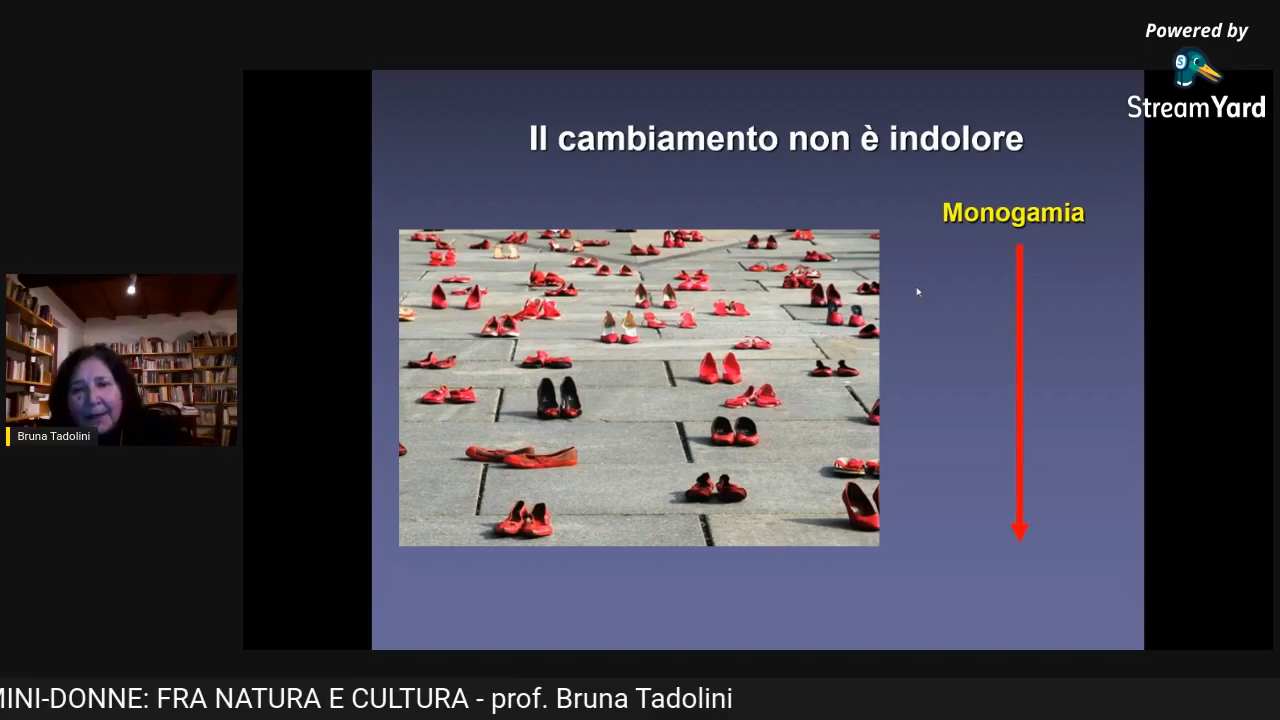 Powered by
StreamYard
Il cambiamento non è indolore
Monogamia
Bruna Tadolini
MINI-DONNE: FRA NATURA E CULTURA - prof. Bruna Tadolini